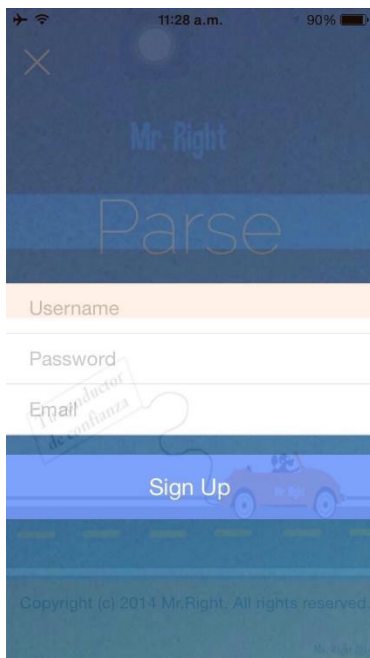 11:28 a.m. 90%
Mr. Right
Parse
Username
Password
Email
Tu conductor
de confianza
Sign Up
Mr. Right
Copyright (c) 2014 Mr.Right. All rights reserved.